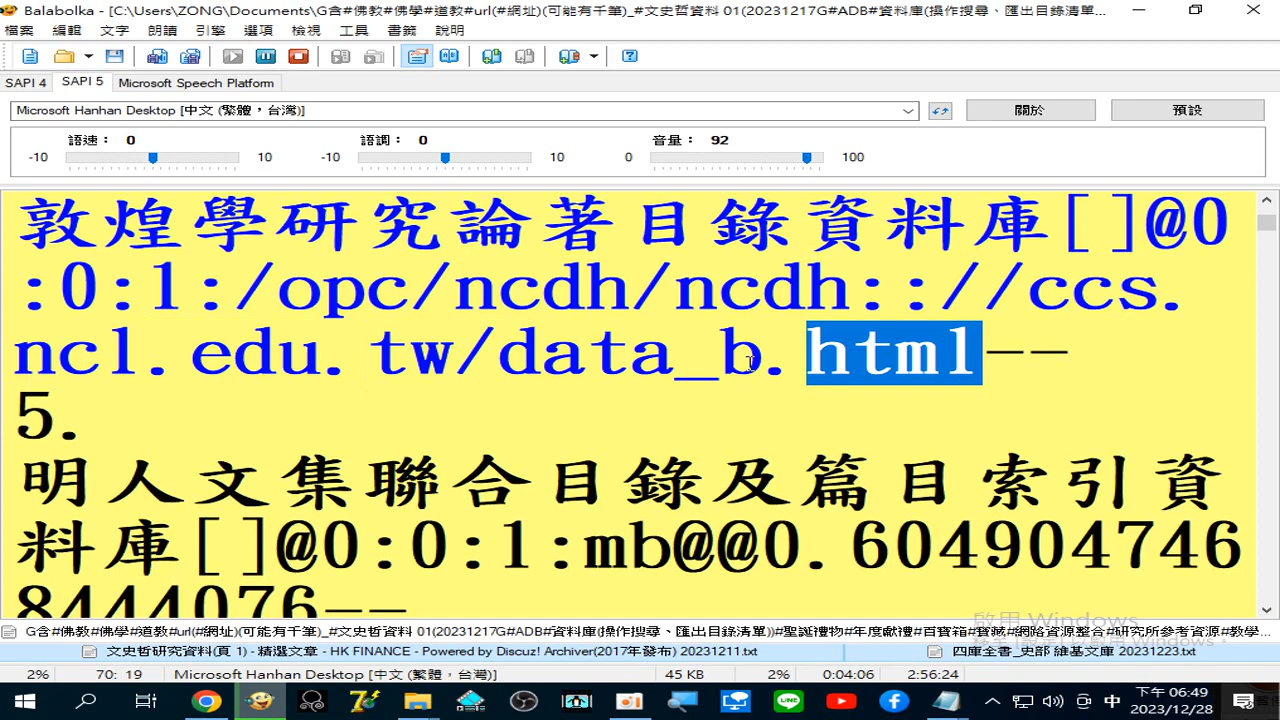 Balabolka - [C:\Users\ZONG\Documents\G含#佛教#佛學#道教#url(#網址)(可能有千筆)_#文史哲資料 01(20231217G#ADB#資料庫(操作搜尋、匯出目錄清單...
檔案 編輯 文字 朗讀 引擎 選項 檢視 工具 書籤 說明
SAPI 4 SAPI 5 Microsoft Speech Platform
Microsoft Hanhan Desktop [中文 (繁體，台灣)] 關於 預設
語速： 0 語調： 0 音量： 92
-10 10 -10 10 0 100
敦煌學研究論著目錄資料庫[]@0
:0:1:/opc/ncdh/ncdh:://ccs.
ncl.edu.tw/data_b.html--
5.
明人文集聯合目錄及篇目索引資
料庫[]@0:0:1:mb@@0.604904746
8444076--
啟用 Windows
G含#佛教#佛學#道教#url(#網址)(可能有千筆)_#文史哲資料 01(20231217G#ADB#資料庫(操作搜尋、匯出目錄清單))#聖誕禮物#年度獻禮#百寶箱#寶藏#網路資源整合#研究所參考資源#教學...
文史哲研究資料(頁 1) - 精選文章 - HK FINANCE - Powered by Discuz! Archiver(2017年發布) 20231211.txt 四庫全書_史部 維基文庫 20231223.txt
2% 70: 19 Microsoft Hanhan Desktop [中文 (繁體，台灣)] 45 KB 2% 0:04:06 2:56:24
中 下午 06:49
2023/12/28